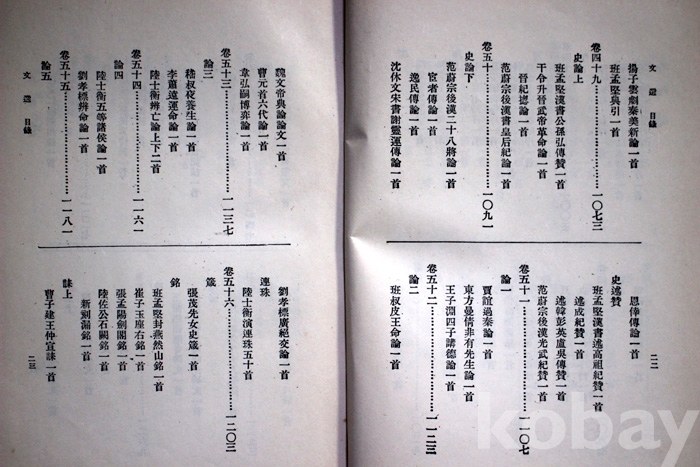 文選 目錄
揚子雲劇秦美新論一首
班孟堅典引一首
卷四十九………………一〇七三
史論上
班孟堅漢書公孫弘傳贊一首
干令升晉武帝革命論一首
晉紀總論一首
范蔚宗後漢書皇后紀論一首
卷五十………………一〇九一
史論下
范蔚宗後漢二十八將論一首
宦者傳論一首
逸民傳論一首
沈休文宋書謝靈運傳論一首
恩倖傳論一首
史述贊
班孟堅漢書述高祖紀贊一首
述成紀贊一首
述韓彭英盧吳傳贊一首
范蔚宗後漢光武紀贊一首
卷五十一………………一一〇七
論一
賈誼過秦論一首
東方曼倩非有先生論一首
王子淵四子講德論一首
卷五十二………………一一二三
論二
班叔皮王命論一首
二二
魏文帝典論論文一首
曹元首六代論一首
韋弘嗣博弈論一首
卷五十三………………一一三七
論三
嵇叔夜養生論一首
李蕭遠運命論一首
陸士衡辨亡論上下二首
卷五十四………………一一六一
論四
陸士衡五等諸侯論一首
劉孝標辨命論一首
卷五十五………………一一八一
論五
文選 目錄
劉孝標廣絕交論一首
連珠
陸士衡演連珠五十首
卷五十六………………一二〇三
箴
張茂先女史箴一首
銘
班孟堅封燕然山銘一首
崔子玉座右銘一首
張孟陽劍閣銘一首
陸佐公石闕銘一首
新刻漏銘一首
誄上
曹子建王仲宣誄一首
二三
kobay